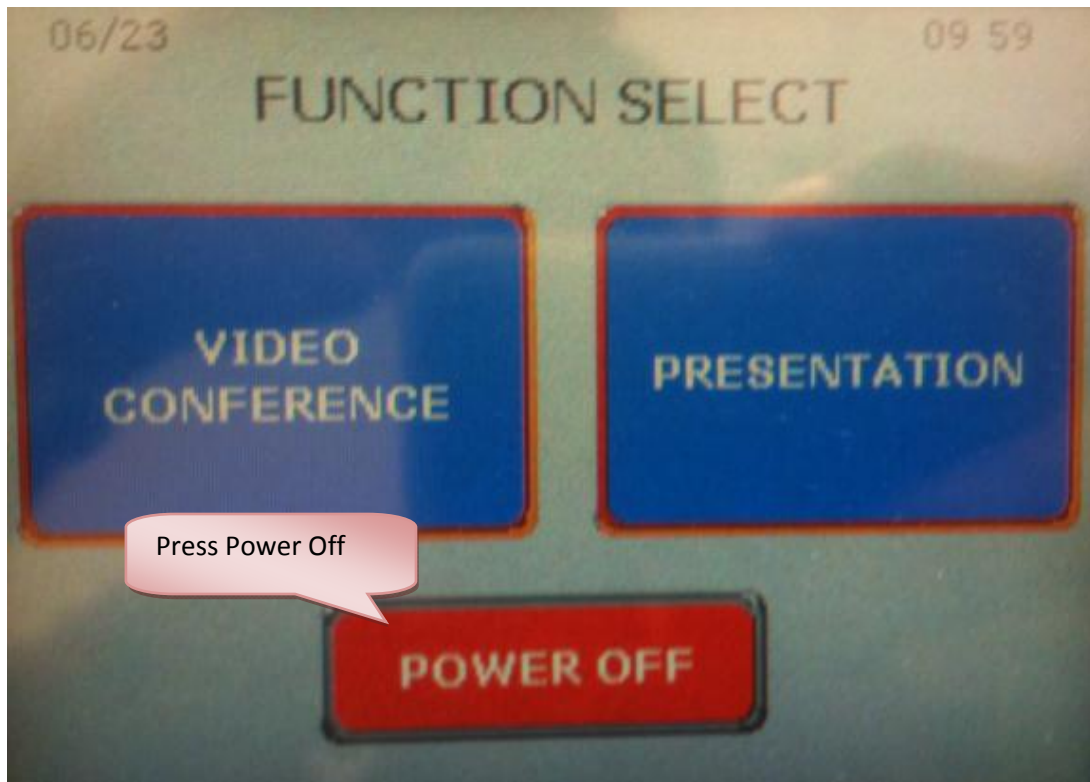 06/23
09 59
FUNCTION SELECT
VIDEO
CONFERENCE
PRESENTATION
Press Power Off
POWER OFF